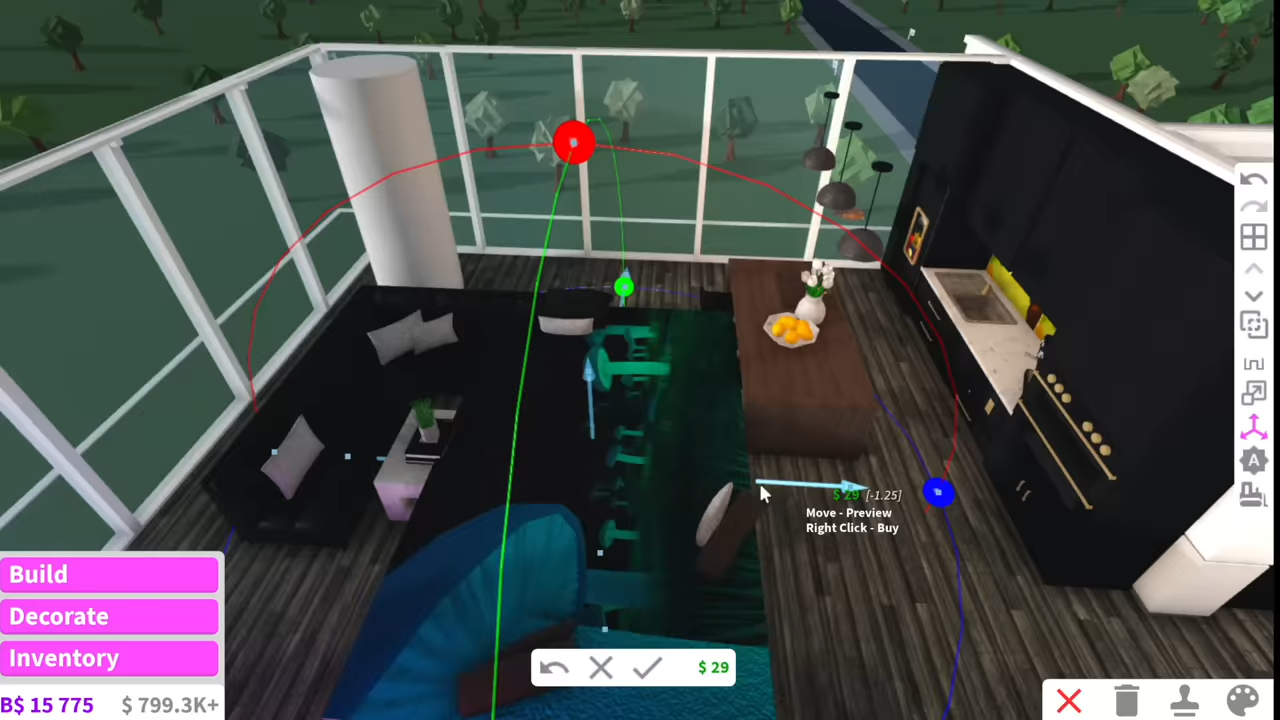 $ 29 [-1.25]
Move - Preview
Right Click - Buy
Build
Decorate
Inventory
B$ 15 775 $ 799.3K+
$ 29
A